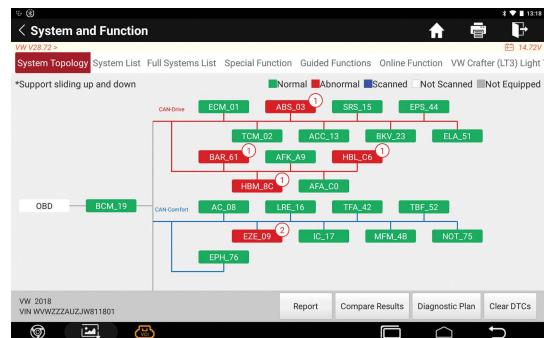 13:18
< System and Function
VW V28.72 >
14.72V
System Topology System List Full Systems List Special Function Guided Functions Online Function VW Crafter (LT3) Light
*Support sliding up and down
Normal Abnormal Scanned Not Scanned Not Equipped
CAN-Drive
ECM_01 ABS_03 1 SRS_15 EPS_44
TCM_02 ACC_13 BKV_23 ELA_51
BAR_61 1 AFK_A9 HBL_C6 1
HBM_8C 1 AFA_C0
OBD BCM_19
CAN-Comfort
AC_08 LRE_16 TFA_42 TBF_52
EZE_09 2 IC_17 MFM_4B NOT_75
EPH_76
VW 2018
VIN WVWZZZAUZJW811801
Report Compare Results Diagnostic Plan Clear DTCs
VCI